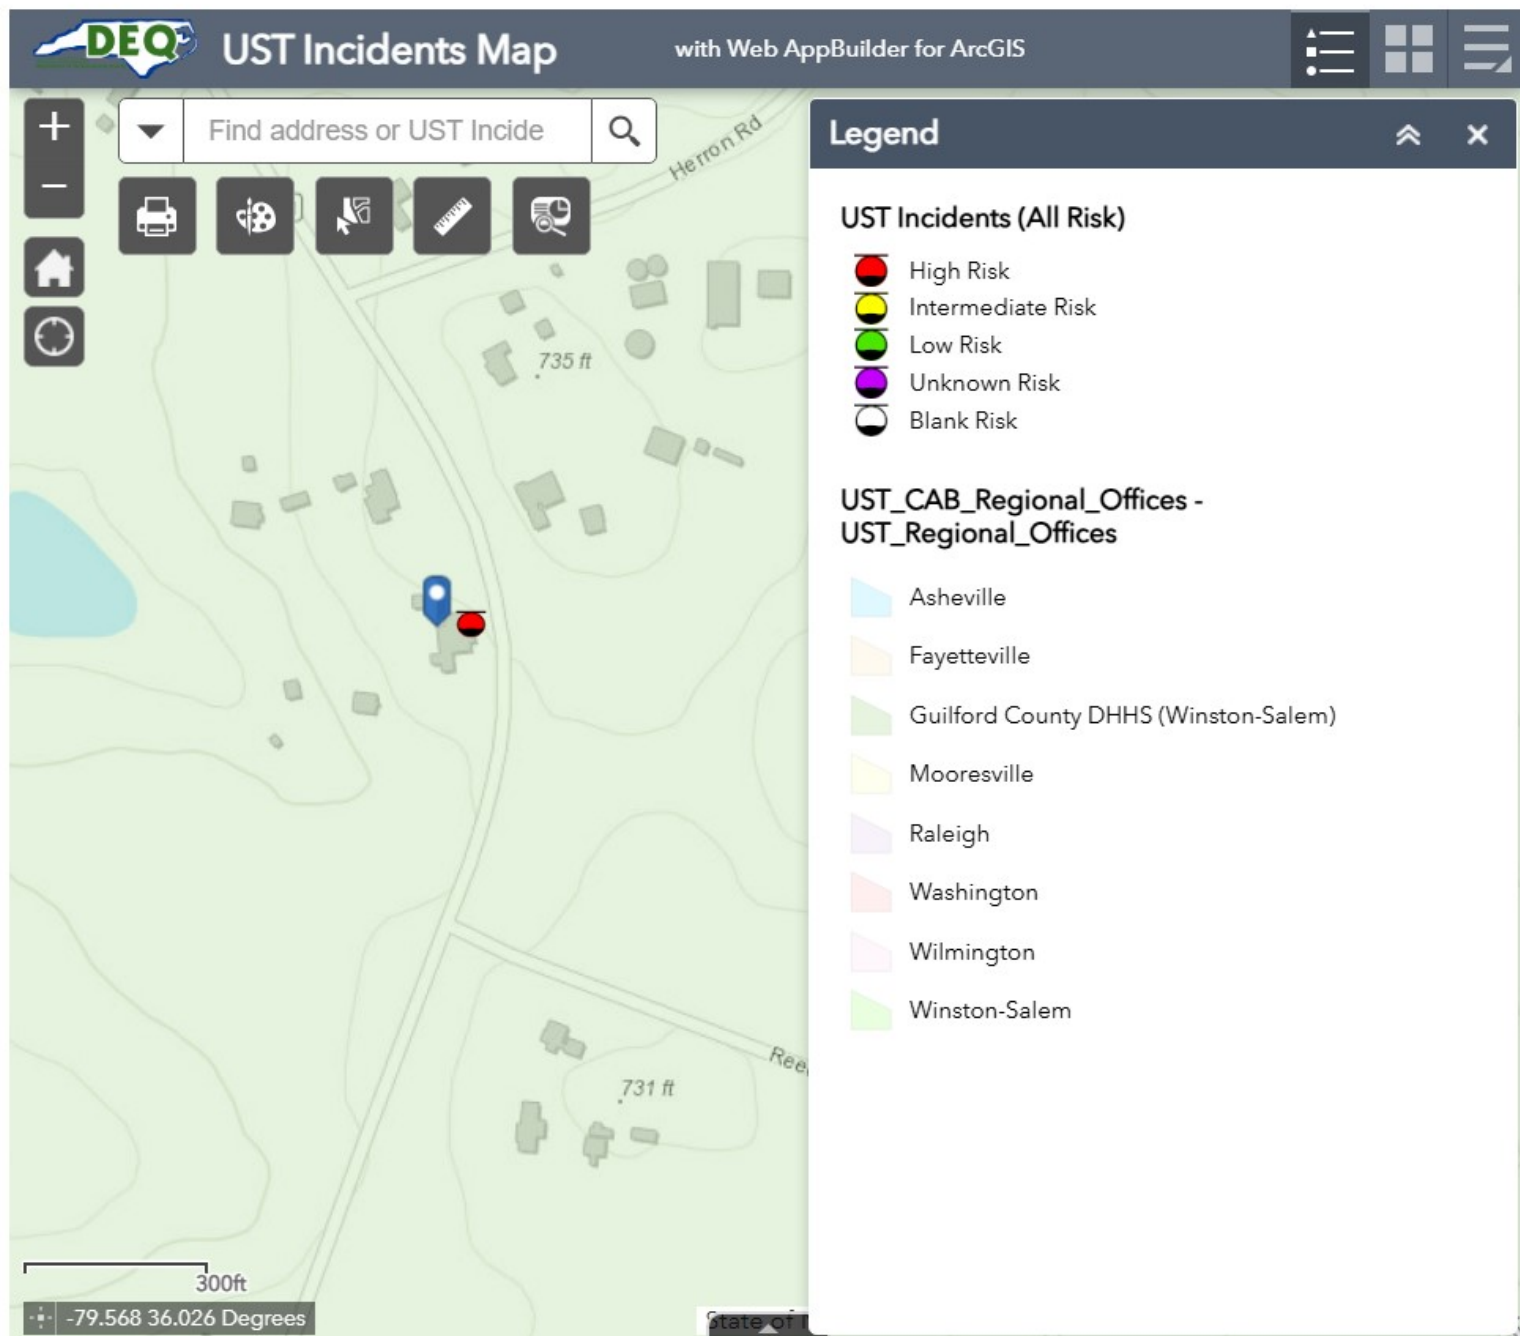 DEQ
UST Incidents Map
with Web AppBuilder for ArcGIS
+
Find address or UST Incide
−
Herron Rd
735 ft
731 ft
300ft
-79.568 36.026 Degrees
State of
Legend
UST Incidents (All Risk)
High Risk
Intermediate Risk
Low Risk
Unknown Risk
Blank Risk
UST_CAB_Regional_Offices -
UST_Regional_Offices
Asheville
Fayetteville
Guilford County DHHS (Winston-Salem)
Mooresville
Raleigh
Washington
Wilmington
Winston-Salem